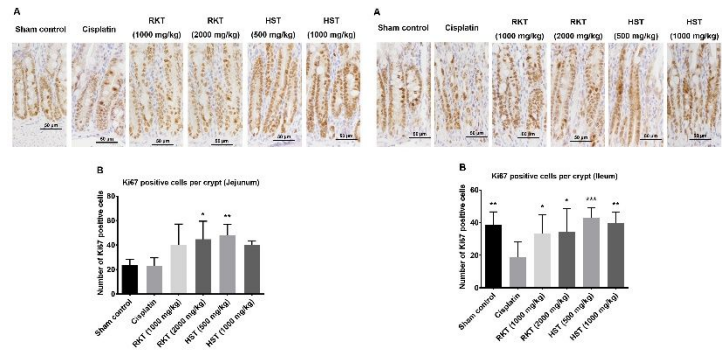 A
Sham control Cisplatin RKT (1000 mg/kg) RKT (2000 mg/kg) HST (500 mg/kg) HST (1000 mg/kg)
50 µm 50 µm 50 µm 50 µm 50 µm 50 µm
B
Ki67 positive cells per crypt (Jejunum)
Number of Ki67 positive cells
80
60
40
20
0
* **
Sham control
Cisplatin
RKT (1000 mg/kg)
RKT (2000 mg/kg)
HST (500 mg/kg)
HST (1000 mg/kg)
A
Sham control Cisplatin RKT (1000 mg/kg) RKT (2000 mg/kg) HST (500 mg/kg) HST (1000 mg/kg)
50 µm 50 µm 50 µm 50 µm 50 µm 50 µm
B
Ki67 positive cells per crypt (Ileum)
Number of Ki67 positive cells
60
40
20
0
** * * *** **
Sham control
Cisplatin
RKT (1000 mg/kg)
RKT (2000 mg/kg)
HST (500 mg/kg)
HST (1000 mg/kg)